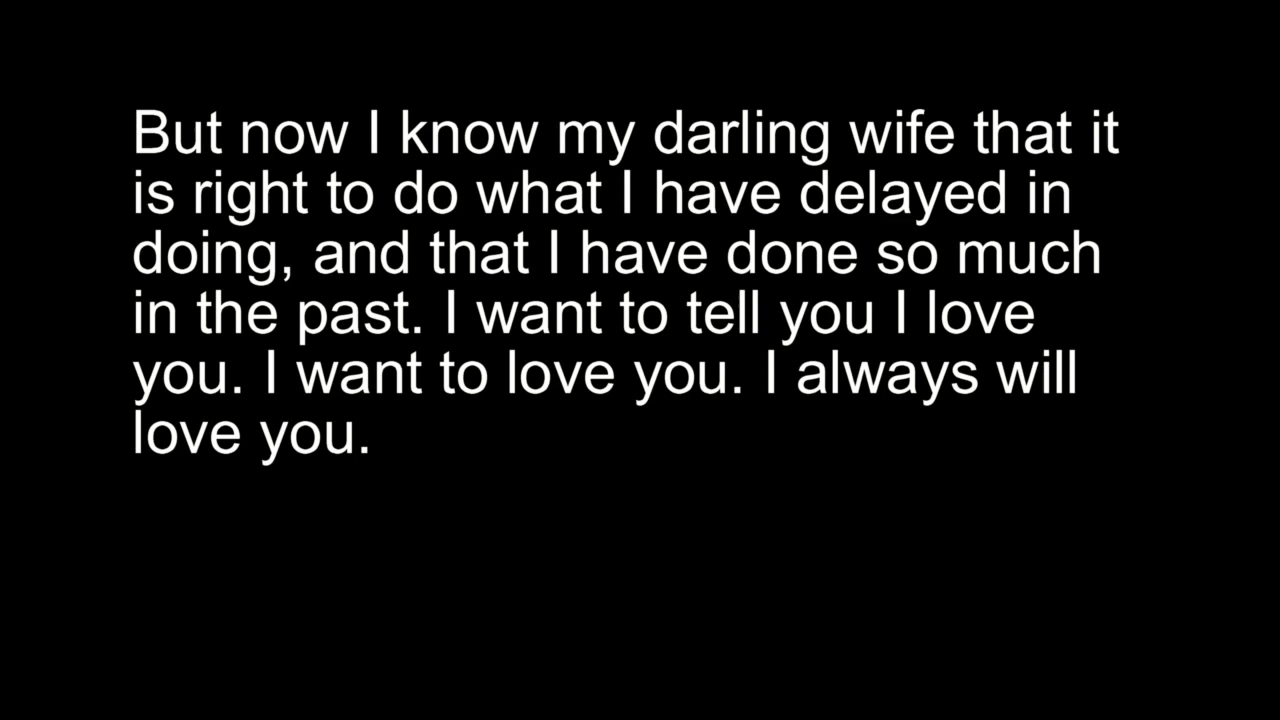 But now I know my darling wife that it
is right to do what I have delayed in
doing, and that I have done so much
in the past. I want to tell you I love
you. I want to love you. I always will
love you.